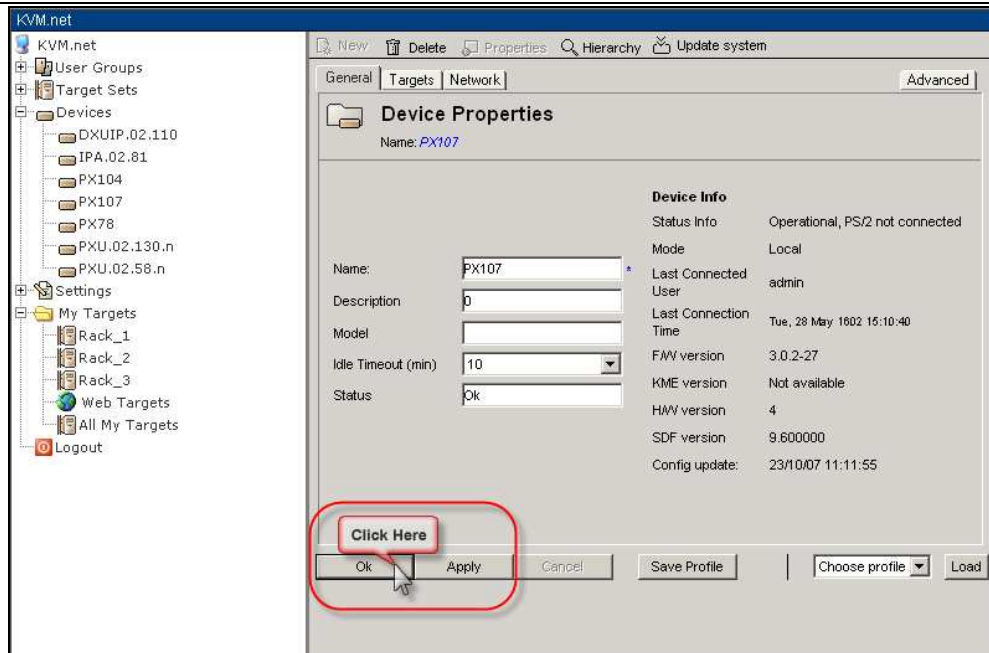 KVM.net
KVM.net
User Groups
Target Sets
Devices
DXUIP.02.110
IPA.02.81
PX104
PX107
PX78
PXU.02.130.n
PXU.02.58.n
Settings
My Targets
Rack_1
Rack_2
Rack_3
Web Targets
All My Targets
Logout
New Delete Properties Hierarchy Update system
General Targets Network Advanced
Device Properties
Name: PX107
Name: PX107 *
Description 0
Model
Idle Timeout (min) 10
Status Ok
Device Info
Status Info Operational, PS/2 not connected
Mode Local
Last Connected User admin
Last Connection Time Tue, 28 May 1602 15:10:40
F/W version 3.0.2-27
KME version Not available
H/W version 4
SDF version 9.600000
Config update: 23/10/07 11:11:55
Click Here
Ok Apply Cancel Save Profile Choose profile Load